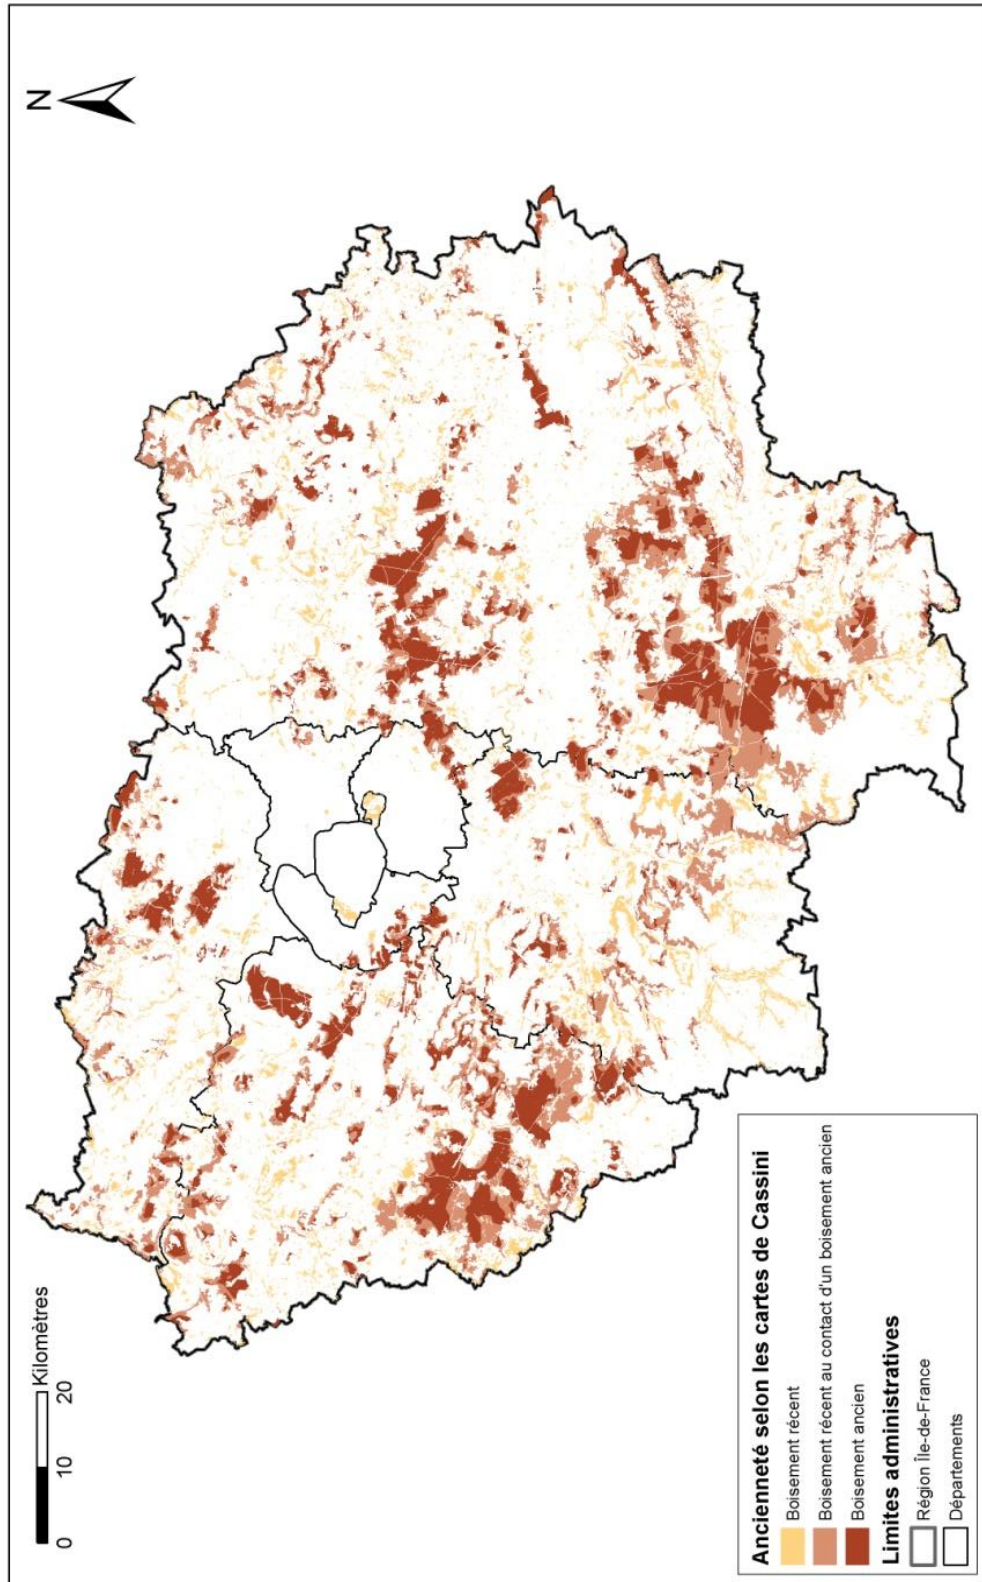 N
Kilomètres
0 10 20
Ancienneté selon les cartes de Cassini
Boisement récent
Boisement récent au contact d'un boisement ancien
Boisement ancien
Limites administratives
Région Île-de-France
Départements